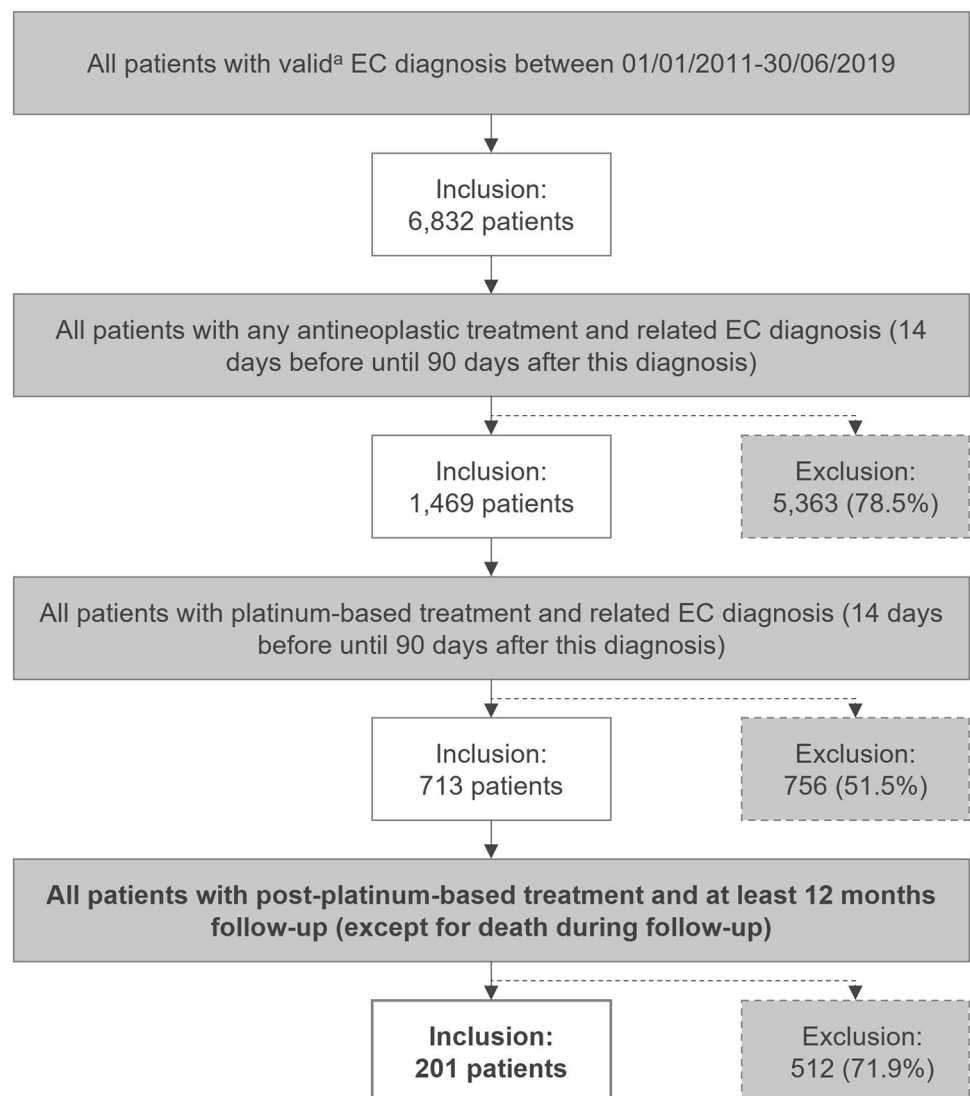 All patients with validᵃ EC diagnosis between 01/01/2011-30/06/2019
Inclusion:
6,832 patients
All patients with any antineoplastic treatment and related EC diagnosis (14
days before until 90 days after this diagnosis)
Inclusion:
1,469 patients
Exclusion:
5,363 (78.5%)
All patients with platinum-based treatment and related EC diagnosis (14 days
before until 90 days after this diagnosis)
Inclusion:
713 patients
Exclusion:
756 (51.5%)
All patients with post-platinum-based treatment and at least 12 months
follow-up (except for death during follow-up)
Inclusion:
201 patients
Exclusion:
512 (71.9%)